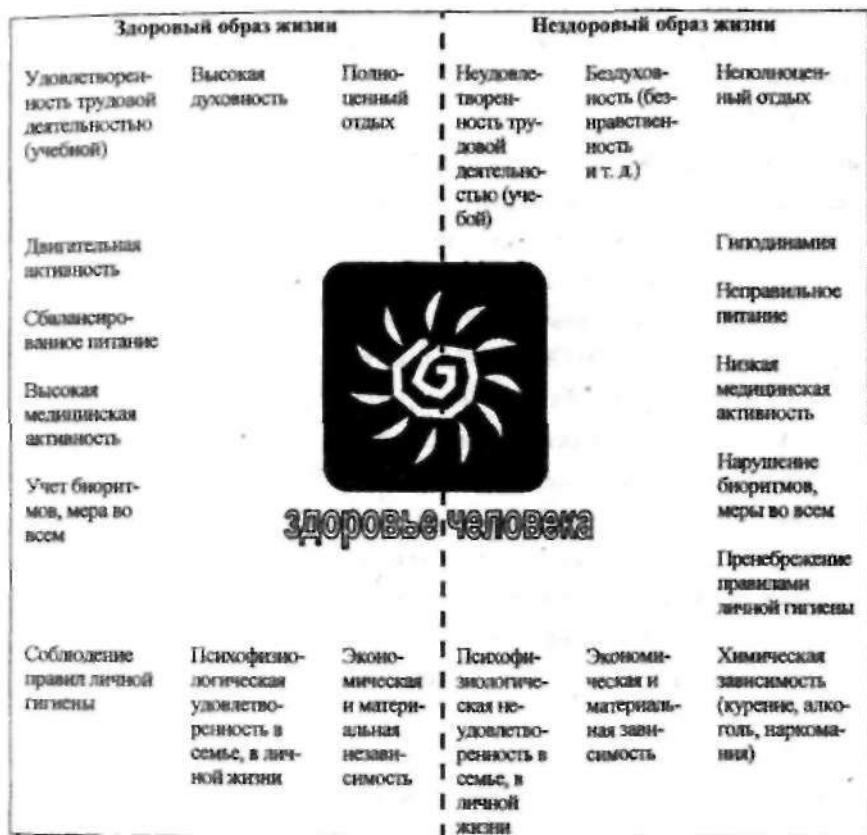 Здоровый образ жизни
Удовлетворен-
ность трудовой
деятельностью
(учебной)
Высокая
духовность
Полно-
ценный
отдых
Двигательная
активность
Сбалансиро-
ванное питание
Высокая
медицинская
активность
Учет биорит-
мов, мера во
всем
Соблюдение
правил личной
гигиены
Психофизио-
логическая
удовлетво-
ренность в
семье, в лич-
ной жизни
Эконо-
мическая
и матери-
альная
незави-
симость
здоровье человека
Нездоровый образ жизни
Неудовле-
творен-
ность тру-
довой
деятельно-
стью (уче-
бой)
Бездухов-
ность (без-
нравствен-
ность
и т. д.)
Неполноцен-
ный отдых
Гиподинамия
Неправильное
питание
Низкая
медицинская
активность
Нарушение
биоритмов,
меры во всем
Пренебрежение
правилами
личной гигиены
Психофи-
зиологиче-
ская не-
удовлетво-
ренность в
семье, в
личной
жизни
Экономи-
ческая и
материаль-
ная зави-
симость
Химическая
зависимость
(курение, алко-
голь, наркома-
ния)